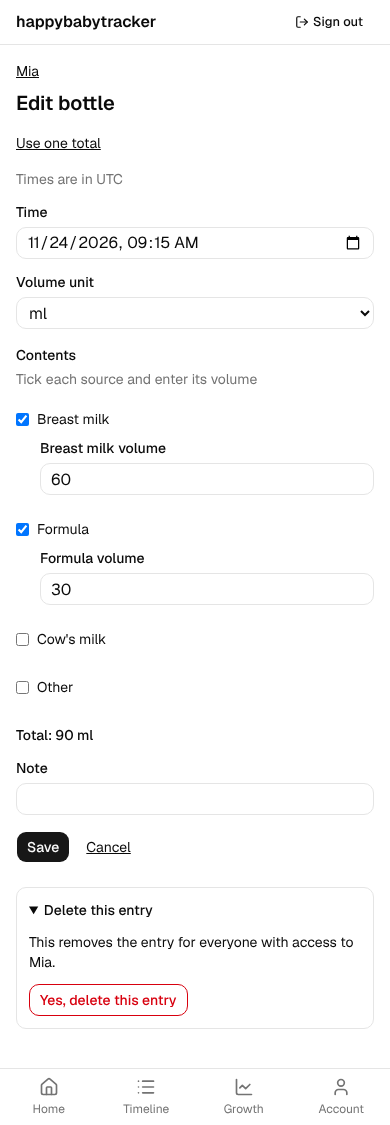 happybabytracker
Sign out
Mia
Edit bottle
Use one total
Times are in UTC
Time
11/24/2026, 09:15 AM
Volume unit
ml
Contents
Tick each source and enter its volume
Breast milk
Breast milk volume
60
Formula
Formula volume
30
Cow's milk
Other
Total: 90 ml
Note
Save Cancel
Delete this entry
This removes the entry for everyone with access to
Mia.
Yes, delete this entry
Home Timeline Growth Account